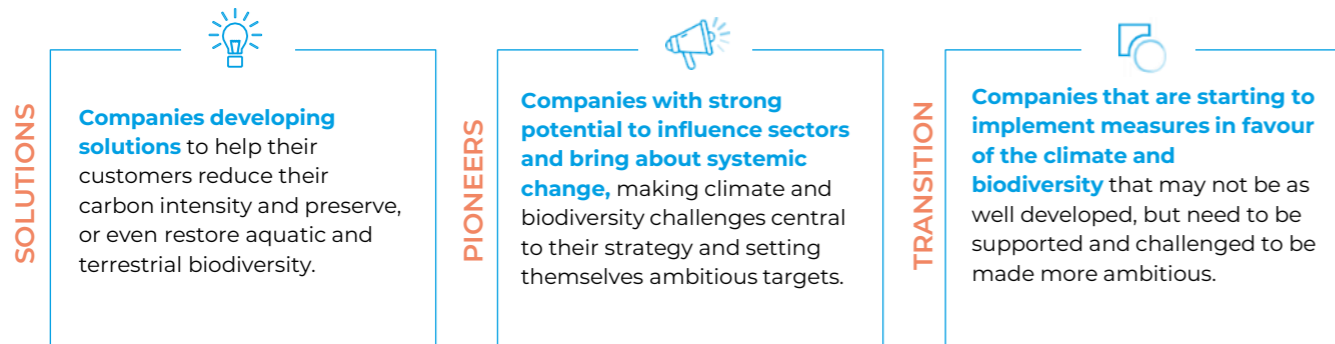 SOLUTIONS
Companies developing
solutions to help their
customers reduce their
carbon intensity and preserve,
or even restore aquatic and
terrestrial biodiversity.
PIONEERS
Companies with strong
potential to influence sectors
and bring about systemic
change, making climate and
biodiversity challenges central
to their strategy and setting
themselves ambitious targets.
TRANSITION
Companies that are starting to
implement measures in favour
of the climate and
biodiversity that may not be as
well developed, but need to be
supported and challenged to be
made more ambitious.